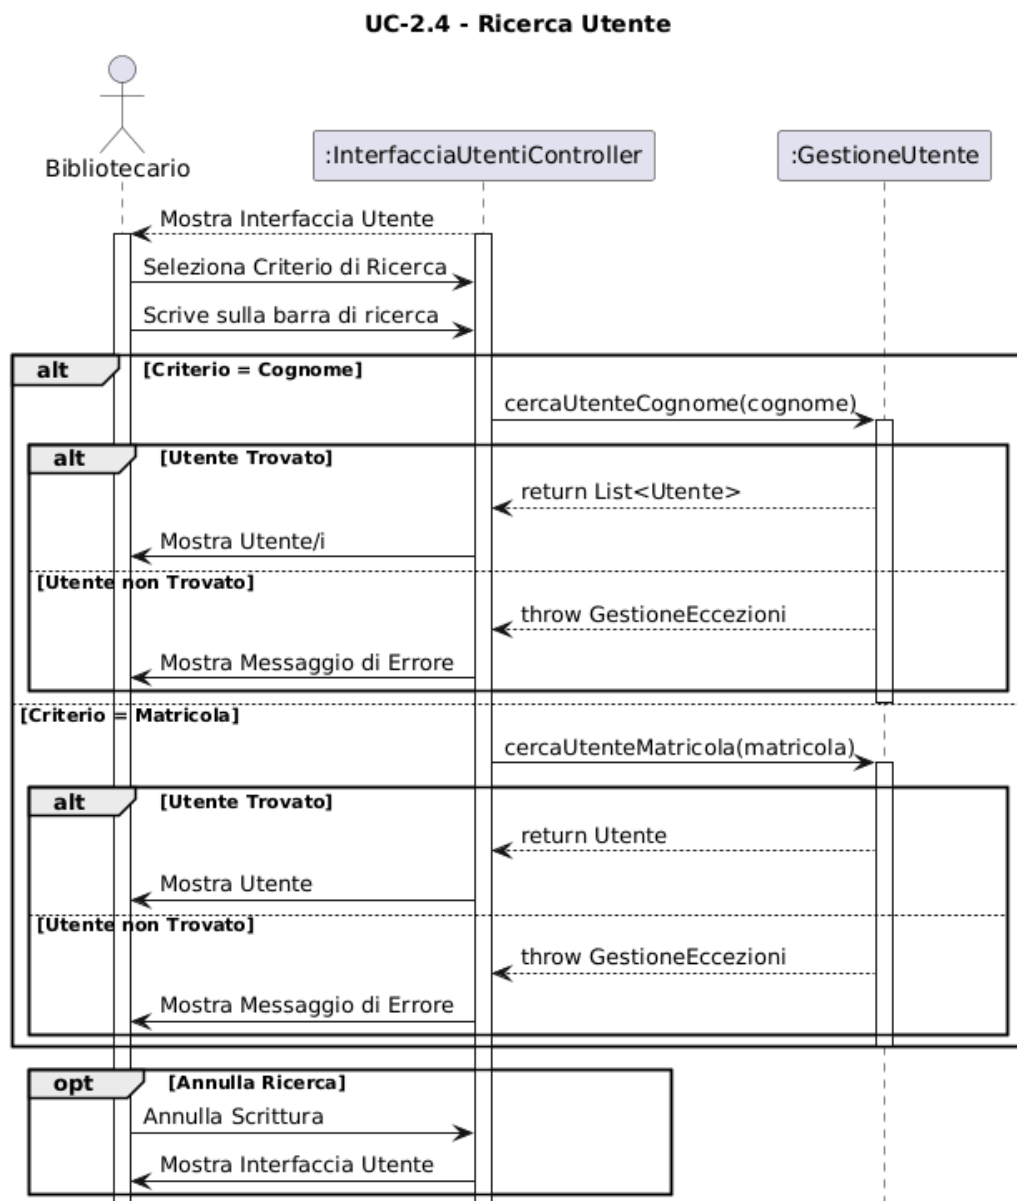 UC-2.4 - Ricerca Utente
Bibliotecario
:InterfacciaUtentiController
:GestioneUtente
Mostra Interfaccia Utente
Seleziona Criterio di Ricerca
Scrive sulla barra di ricerca
alt [Criterio = Cognome]
cercaUtenteCognome(cognome)
alt [Utente Trovato]
return List<Utente>
Mostra Utente/i
[Utente non Trovato]
throw GestioneEccezioni
Mostra Messaggio di Errore
[Criterio = Matricola]
cercaUtenteMatricola(matricola)
alt [Utente Trovato]
return Utente
Mostra Utente
[Utente non Trovato]
throw GestioneEccezioni
Mostra Messaggio di Errore
opt [Annulla Ricerca]
Annulla Scrittura
Mostra Interfaccia Utente